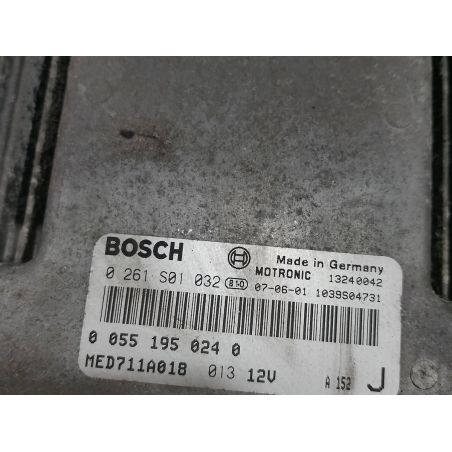 BOSCH Made in Germany
0 261 S01 032 850 MOTRONIC 13240042
07-06-01 1039S04731
0 055 195 024 0
MED711A018 013 12V A 152 J